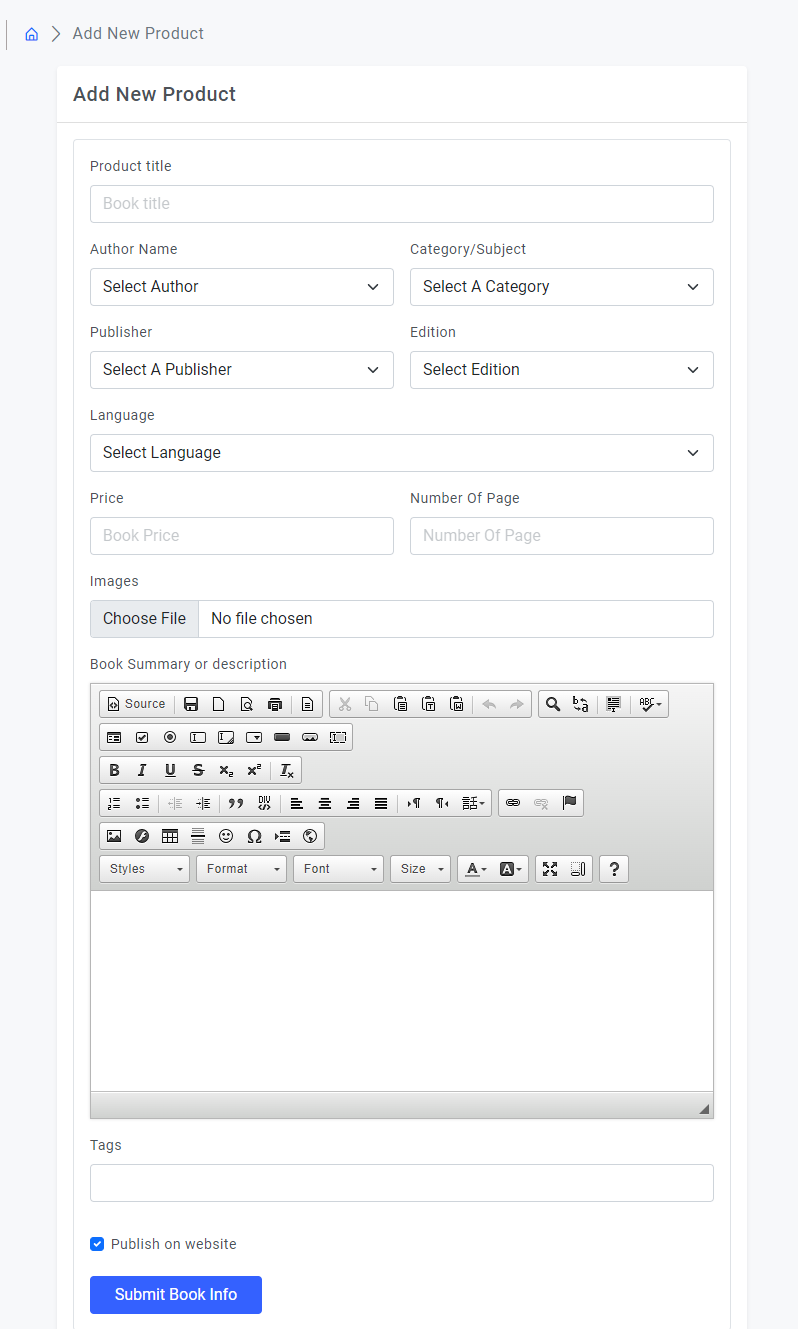 Add New Product
Add New Product
Product title
Book title
Author Name Category/Subject
Select Author Select A Category
Publisher Edition
Select A Publisher Select Edition
Language
Select Language
Price Number Of Page
Book Price Number Of Page
Images
Choose File No file chosen
Book Summary or description
Source
Styles Format Font Size
Tags
Publish on website
Submit Book Info